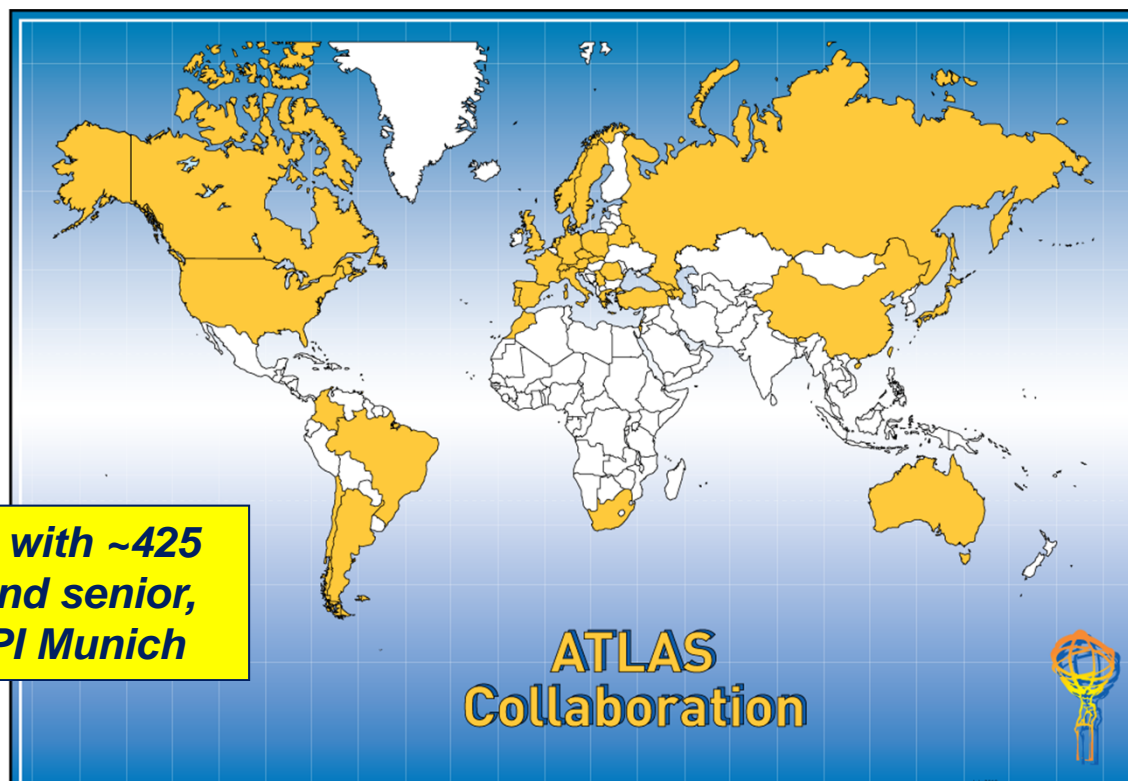 with ~425
nd senior,
PI Munich
ATLAS
Collaboration